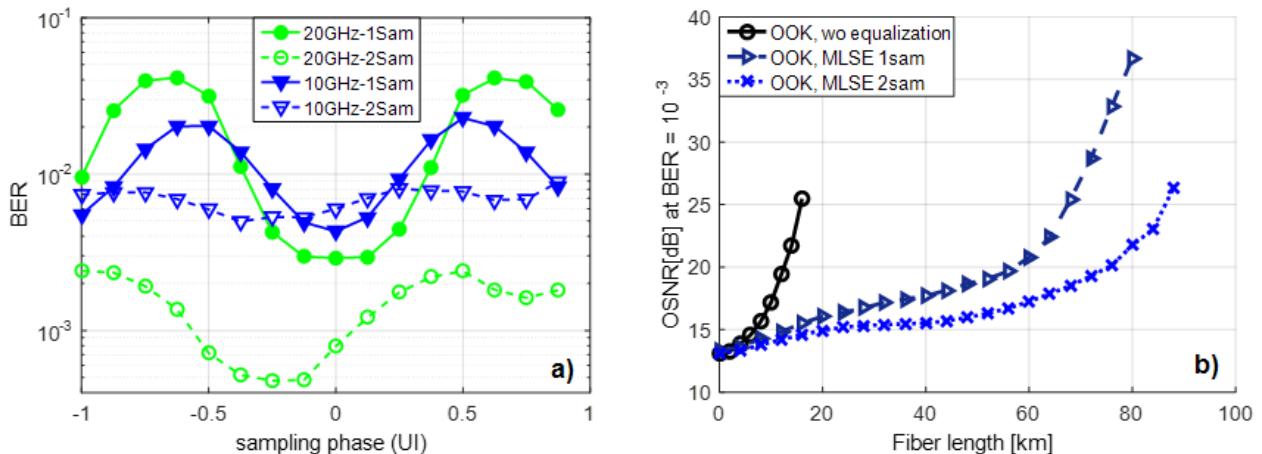 10-1
10-2
10-3
BER
20GHz-1Sam
20GHz-2Sam
10GHz-1Sam
10GHz-2Sam
a)
-1 -0.5 0 0.5 1
sampling phase (UI)
40
35
30
25
20
15
10
OSNR[dB] at BER = 10 -3
OOK, wo equalization
OOK, MLSE 1sam
OOK, MLSE 2sam
b)
0 20 40 60 80 100
Fiber length [km]